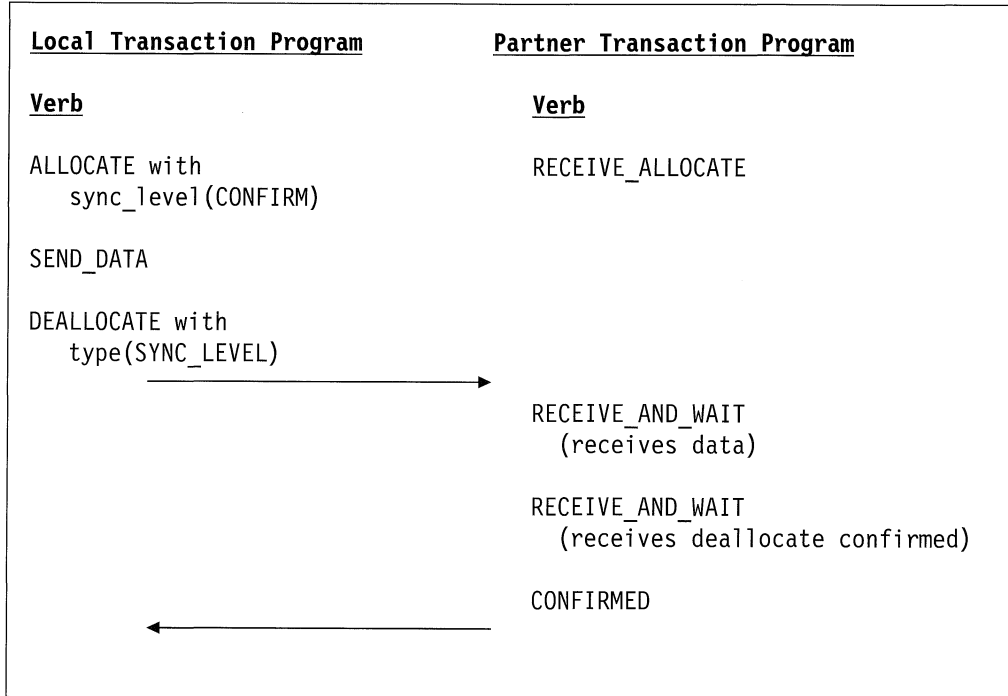 Local Transaction Program
Partner Transaction Program
Verb
Verb
ALLOCATE with
sync_level(CONFIRM)
RECEIVE_ALLOCATE
SEND_DATA
DEALLOCATE with
type(SYNC_LEVEL)
RECEIVE_AND_WAIT
(receives data)
RECEIVE_AND_WAIT
(receives deallocate confirmed)
CONFIRMED